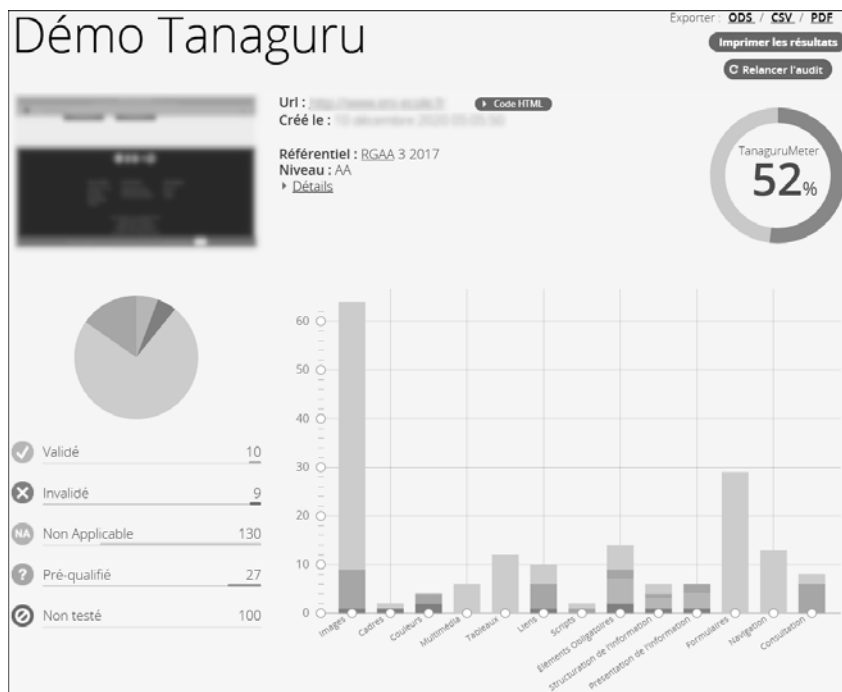 Démo Tanaguru
Exporter : ODS / CSV / PDF
Imprimer les résultats
Relancer l'audit
Url :
Code HTML
Créé le :
Référentiel : RGAA 3 2017
Niveau : AA
Détails
TanaguruMeter
52%
Validé 10
Invalidé 9
NA Non Applicable 130
? Pré-qualifié 27
Non testé 100
60
50
40
30
20
10
0
Images
Cadres
Couleurs
Multimédia
Tableaux
Liens
Scripts
Eléments Obligatoires
Structuration de l'information
Présentation de l'information
Formulaires
Navigation
Consultation